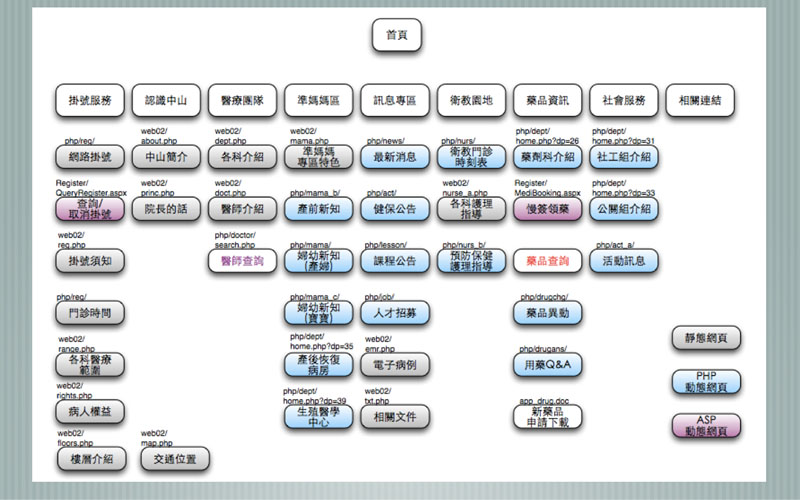 首頁
掛號服務
認識中山
醫療團隊
準媽媽區
訊息專區
衛教園地
藥品資訊
社會服務
相關連結
php/reg/
網路掛號
web02/
about.php
中山簡介
web02/
dept.php
各科介紹
web02/
mama.php
準媽媽
專區特色
php/news/
最新消息
php/nurs/
衛教門診
時刻表
php/dept/
home.php?dp=26
藥劑科介紹
php/dept/
home.php?dp=31
社工組介紹
Register/
QueryRegister.aspx
查詢/
取消掛號
web02/
princ.php
院長的話
web02/
doct.php
醫師介紹
php/mama_b/
產前新知
php/act/
健保公告
web02/
nurse_a.php
各科護理
指導
Register/
MediBooking.aspx
慢簽領藥
php/dept/
home.php?dp=33
公關組介紹
web02/
reg.php
掛號須知
php/doctor/
search.php
醫師查詢
php/mama/
婦幼新知
(產婦)
php/lesson/
課程公告
php/nurs_b/
預防保健
護理指導
藥品查詢
php/act_a/
活動訊息
php/reg/
門診時間
php/mama_c/
婦幼新知
(寶寶)
php/job/
人才招募
php/drugchg/
藥品異動
web02/
range.php
各科醫療
範圍
php/dept/
home.php?dp=35
產後恢復
病房
web02/
emr.php
電子病例
php/drugans/
用藥Q&A
靜態網頁
web02/
rights.php
病人權益
php/dept/
home.php?dp=39
生殖醫學
中心
web02/
txt.php
相關文件
app_drug.doc
新藥品
申請下載
PHP
動態網頁
ASP
動態網頁
web02/
floors.php
樓層介紹
web02/
map.php
交通位置